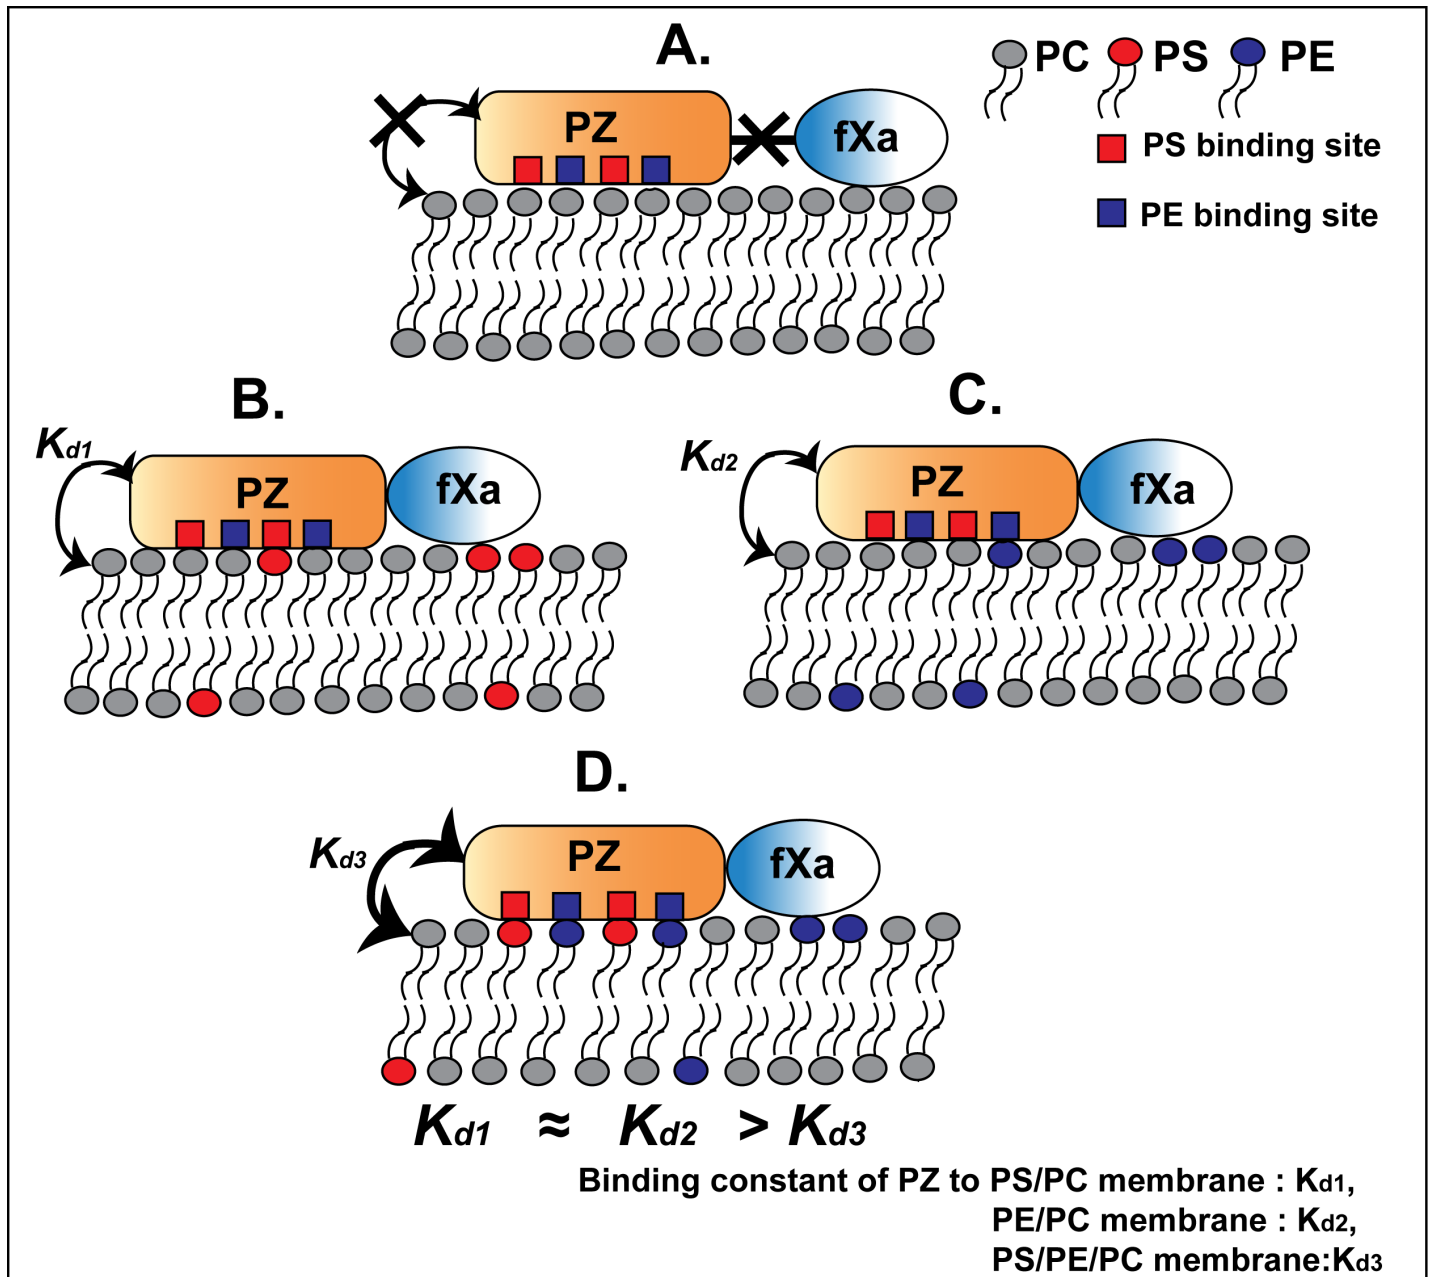 A.
PC PS PE
PZ fXa
PS binding site
PE binding site
B.
C.
Kd1
PZ fXa
Kd2
PZ fXa
D.
Kd3
PZ fXa
Kd1 ≈ Kd2 > Kd3
Binding constant of PZ to PS/PC membrane : Kd1,
PE/PC membrane : Kd2,
PS/PE/PC membrane:Kd3